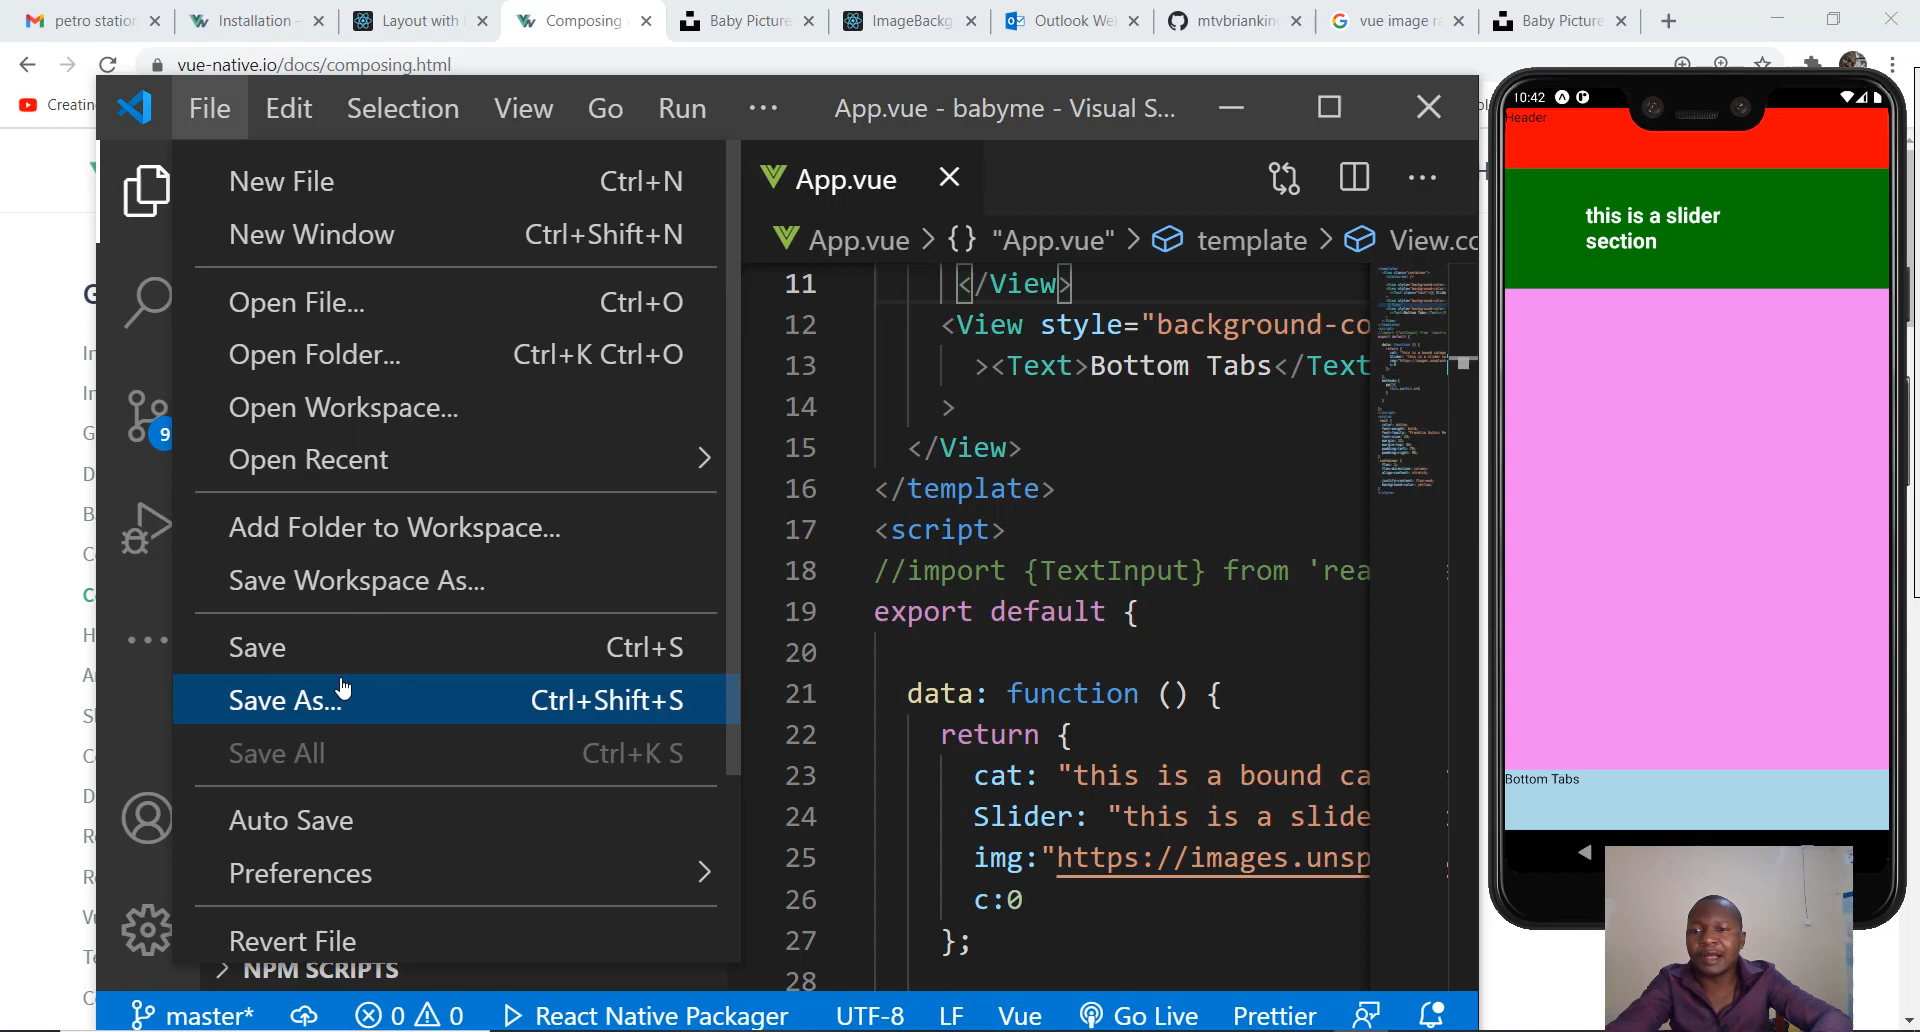 petro station
Installation –
Layout with
Composing
Baby Picture
ImageBackg
Outlook We
mtvbriankin
vue image r
Baby Picture
vue-native.io/docs/composing.html
Creatin
File Edit Selection View Go Run ··· App.vue - babyme - Visual S...
New File Ctrl+N
New Window Ctrl+Shift+N
Open File... Ctrl+O
Open Folder... Ctrl+K Ctrl+O
Open Workspace...
Open Recent
Add Folder to Workspace...
Save Workspace As...
Save Ctrl+S
Save As... Ctrl+Shift+S
Save All Ctrl+K S
Auto Save
Preferences
Revert File
NPM SCRIPTS
9
App.vue
App.vue > {} "App.vue" > template > View.cc
11 </View>
12 <View style="background-co
13 ><Text>Bottom Tabs</Text
14 >
15 </View>
16 </template>
17 <script>
18 //import {TextInput} from 'rea
19 export default {
20
21 data: function () {
22 return {
23 cat: "this is a bound ca
24 Slider: "this is a slide
25 img:"https://images.unsp
26 c:0
27 };
28
master* 0 0 React Native Packager UTF-8 LF Vue Go Live Prettier
10:42
Header
this is a slider
section
Bottom Tabs